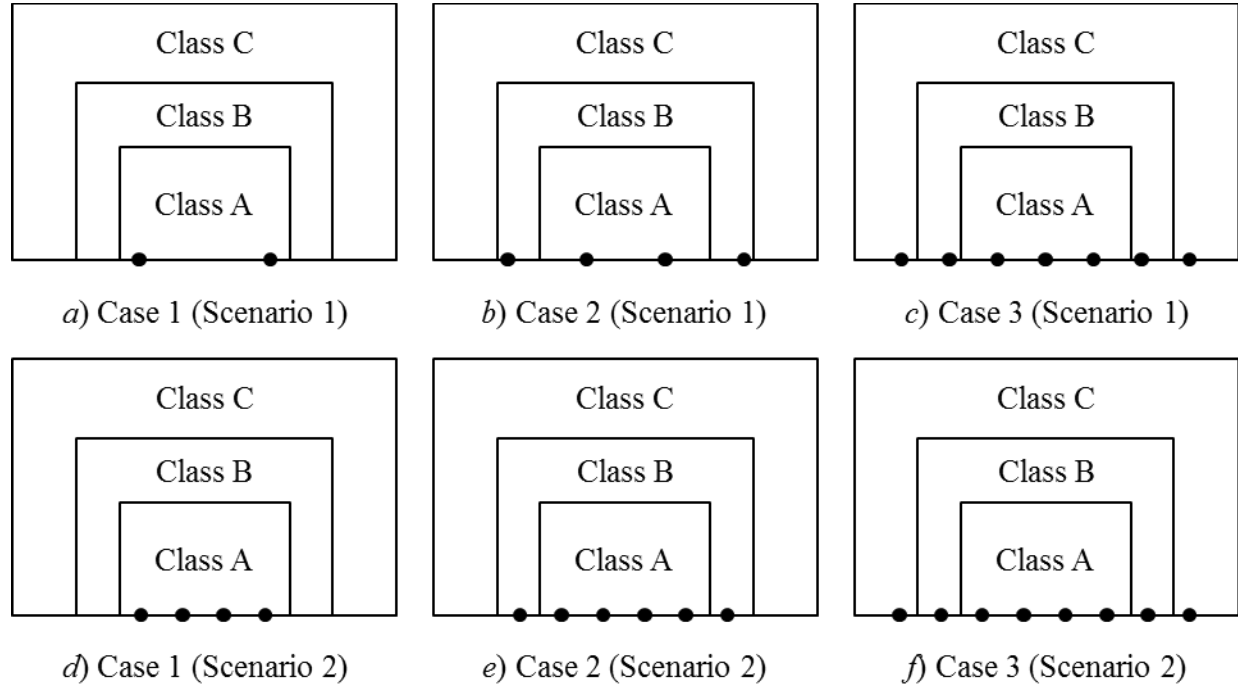 Class C
Class B
Class A
a) Case 1 (Scenario 1)
Class C
Class B
Class A
b) Case 2 (Scenario 1)
Class C
Class B
Class A
c) Case 3 (Scenario 1)
Class C
Class B
Class A
d) Case 1 (Scenario 2)
Class C
Class B
Class A
e) Case 2 (Scenario 2)
Class C
Class B
Class A
f) Case 3 (Scenario 2)